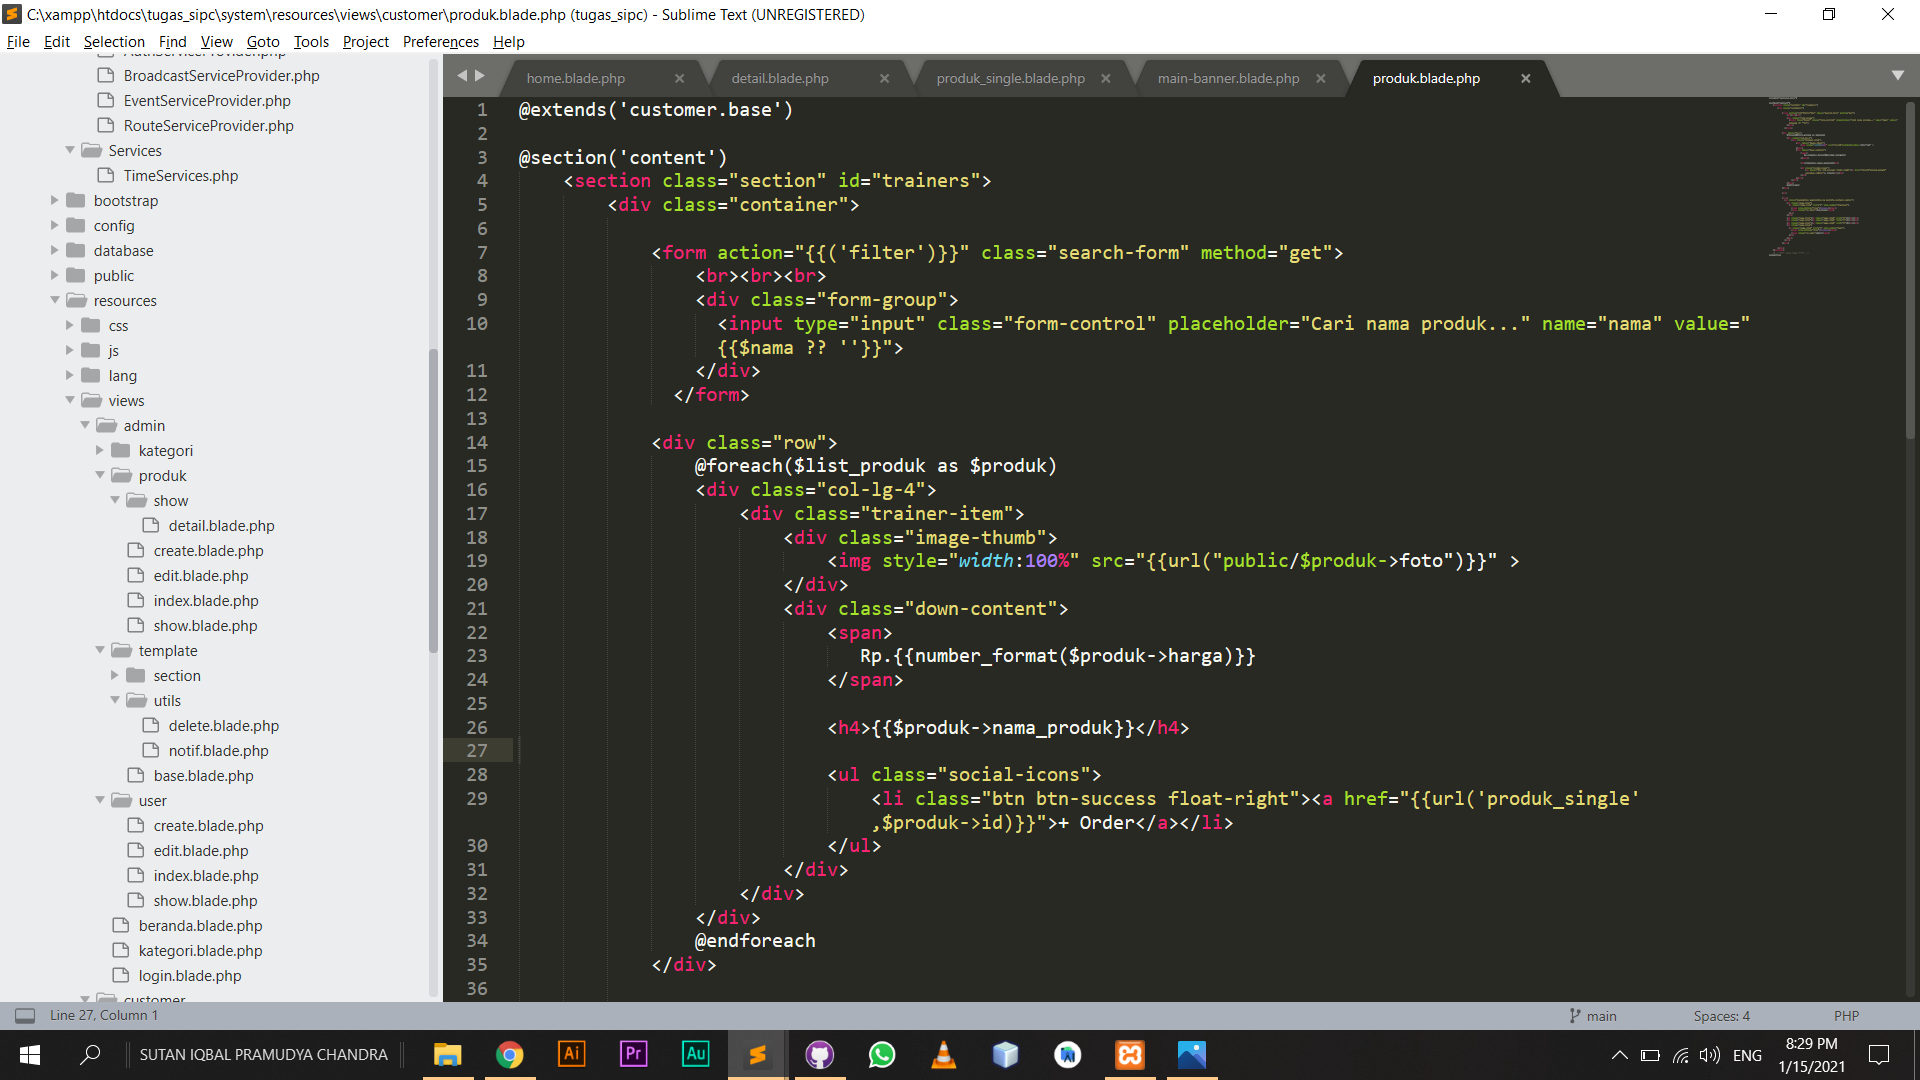 C:\xampp\htdocs\tugas_sipc\system\resources\views\customer\produk.blade.php (tugas_sipc) - Sublime Text (UNREGISTERED)
File Edit Selection Find View Goto Tools Project Preferences Help
BroadcastServiceProvider.php
EventServiceProvider.php
RouteServiceProvider.php
Services
TimeServices.php
bootstrap
config
database
public
resources
css
js
lang
views
admin
kategori
produk
show
detail.blade.php
create.blade.php
edit.blade.php
index.blade.php
show.blade.php
template
section
utils
delete.blade.php
notif.blade.php
base.blade.php
user
create.blade.php
edit.blade.php
index.blade.php
show.blade.php
beranda.blade.php
kategori.blade.php
login.blade.php
customer
home.blade.php detail.blade.php produk_single.blade.php main-banner.blade.php produk.blade.php
1 @extends('customer.base')
2
3 @section('content')
4 <section class="section" id="trainers">
5 <div class="container">
6
7 <form action="{{('filter')}}" class="search-form" method="get">
8 <br><br><br>
9 <div class="form-group">
10 <input type="input" class="form-control" placeholder="Cari nama produk..." name="nama" value="
{{$nama ?? ''}}">
11 </div>
12 </form>
13
14 <div class="row">
15 @foreach($list_produk as $produk)
16 <div class="col-lg-4">
17 <div class="trainer-item">
18 <div class="image-thumb">
19 <img style="width:100%" src="{{url("public/$produk->foto")}}" >
20 </div>
21 <div class="down-content">
22 <span>
23 Rp.{{number_format($produk->harga)}}
24 </span>
25
26 <h4>{{$produk->nama_produk}}</h4>
27
28 <ul class="social-icons">
29 <li class="btn btn-success float-right"><a href="{{url('produk_single'
,$produk->id)}}">+ Order</a></li>
30 </ul>
31 </div>
32 </div>
33 </div>
34 @endforeach
35 </div>
36
Line 27, Column 1 main Spaces: 4 PHP
SUTAN IQBAL PRAMUDYA CHANDRA Ai Pr Au ENG 8:29 PM
1/15/2021